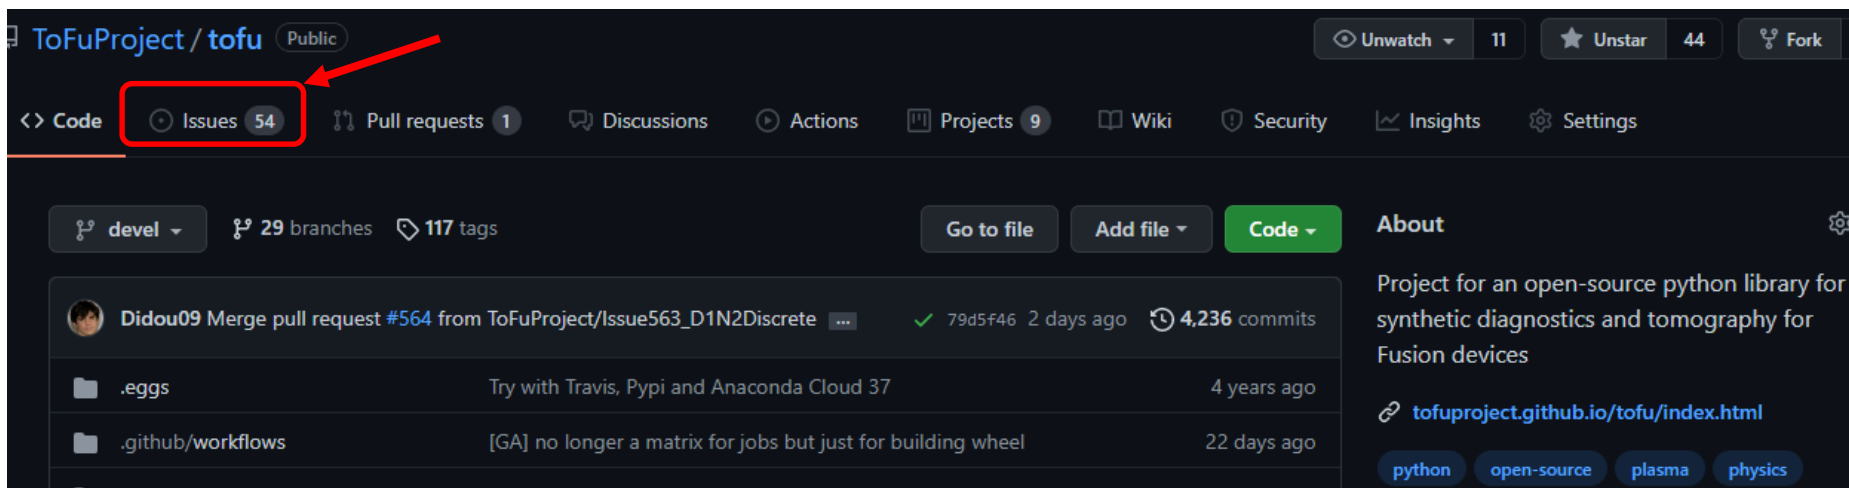 ToFuProject / tofu Public Unwatch 11 Unstar 44 Fork
<> Code Issues 54 Pull requests 1 Discussions Actions Projects 9 Wiki Security Insights Settings
devel 29 branches 117 tags Go to file Add file Code
Didou09 Merge pull request #564 from ToFuProject/Issue563_D1N2Discrete ... 79d5f46 2 days ago 4,236 commits
.eggs Try with Travis, Pypi and Anaconda Cloud 37 4 years ago
.github/workflows [GA] no longer a matrix for jobs but just for building wheel 22 days ago
About
Project for an open-source python library for
synthetic diagnostics and tomography for
Fusion devices
tofuproject.github.io/tofu/index.html
python open-source plasma physics